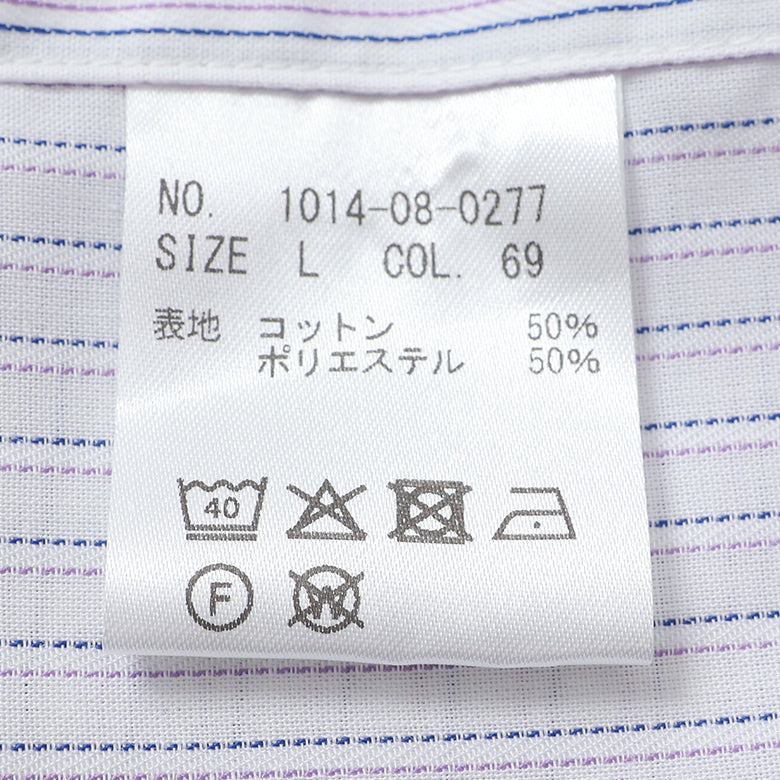 NO. 1014-08-0277
SIZE L COL. 69
表地 コットン 50%
ポリエステル 50%
40
F W